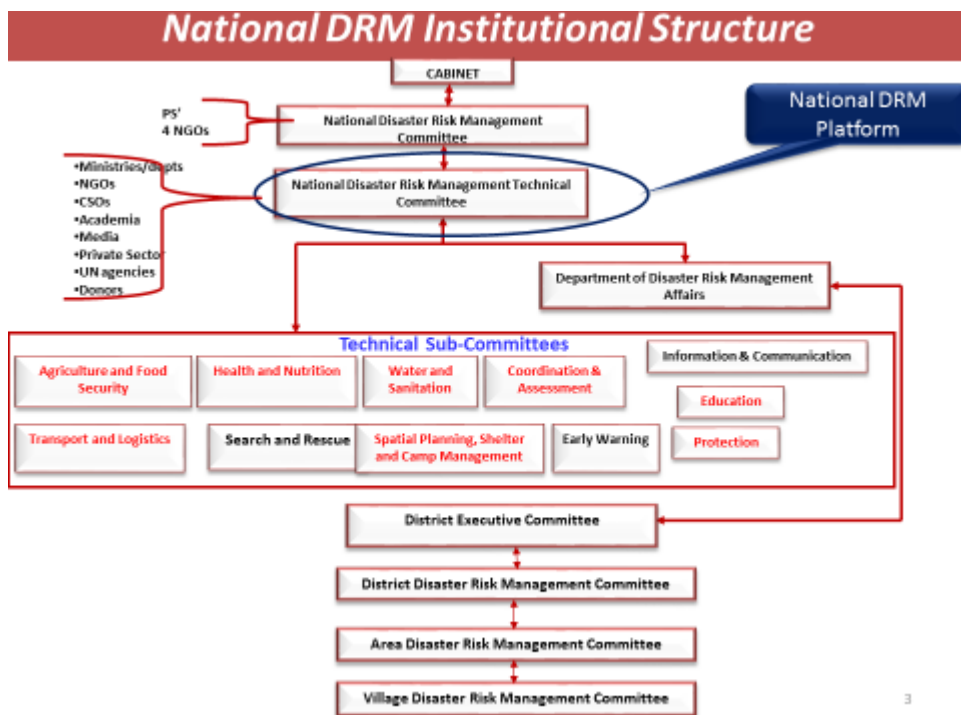 National DRM Institutional Structure
CABINET
PS'
4 NGOs
National Disaster Risk Management
Committee
National DRM
Platform
•Ministries/depts
•NGOs
•CSOs
•Academia
•Media
•Private Sector
•UN agencies
•Donors
National Disaster Risk Management Technical
Committee
Department of Disaster Risk Management
Affairs
Technical Sub-Committees
Agriculture and Food
Security
Health and Nutrition
Water and
Sanitation
Coordination &
Assessment
Information & Communication
Education
Transport and Logistics
Search and Rescue
Spatial Planning, Shelter
and Camp Management
Early Warning
Protection
District Executive Committee
District Disaster Risk Management Committee
Area Disaster Risk Management Committee
Village Disaster Risk Management Committee
3